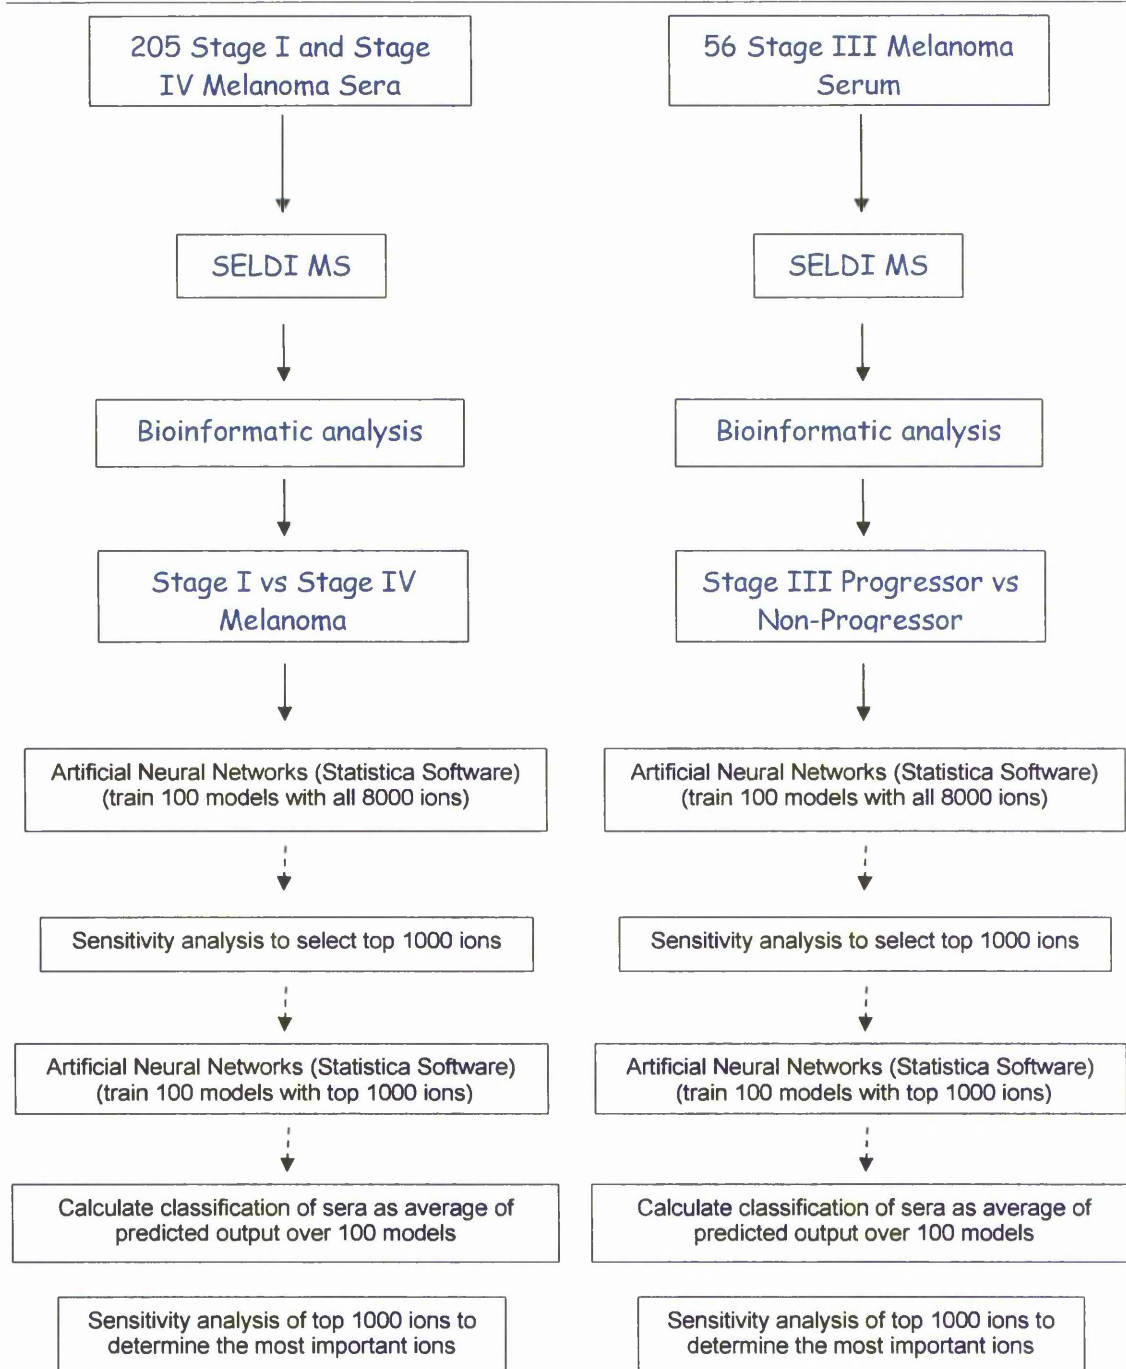 205 Stage I and Stage
IV Melanoma Sera
SELDI MS
Bioinformatic analysis
Stage I vs Stage IV
Melanoma
Artificial Neural Networks (Statistica Software)
(train 100 models with all 8000 ions)
Sensitivity analysis to select top 1000 ions
Artificial Neural Networks (Statistica Software)
(train 100 models with top 1000 ions)
Calculate classification of sera as average of
predicted output over 100 models
Sensitivity analysis of top 1000 ions to
determine the most important ions
56 Stage III Melanoma
Serum
SELDI MS
Bioinformatic analysis
Stage III Progressor vs
Non-Progressor
Artificial Neural Networks (Statistica Software)
(train 100 models with all 8000 ions)
Sensitivity analysis to select top 1000 ions
Artificial Neural Networks (Statistica Software)
(train 100 models with top 1000 ions)
Calculate classification of sera as average of
predicted output over 100 models
Sensitivity analysis of top 1000 ions to
determine the most important ions